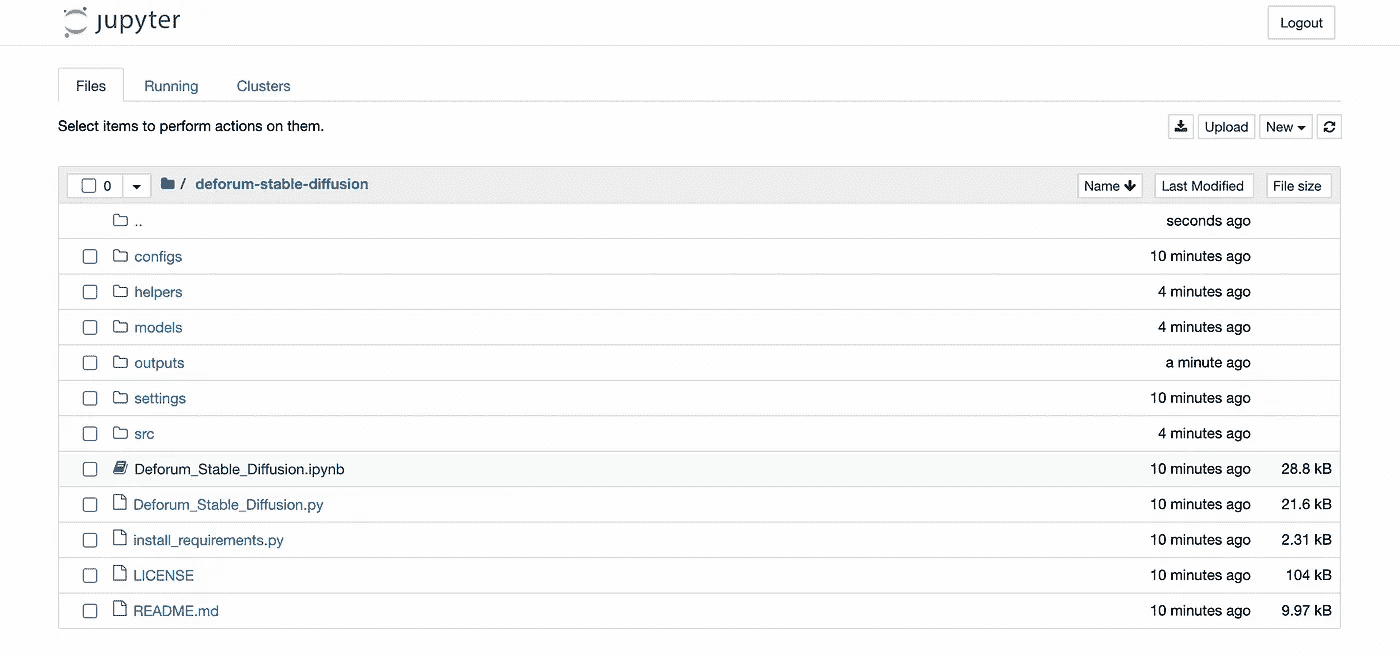 jupyter Logout
Files Running Clusters
Select items to perform actions on them. Upload New
0 / deforum-stable-diffusion Name Last Modified File size
.. seconds ago
configs 10 minutes ago
helpers 4 minutes ago
models 4 minutes ago
outputs a minute ago
settings 10 minutes ago
src 4 minutes ago
Deforum_Stable_Diffusion.ipynb 10 minutes ago 28.8 kB
Deforum_Stable_Diffusion.py 10 minutes ago 21.6 kB
install_requirements.py 10 minutes ago 2.31 kB
LICENSE 10 minutes ago 104 kB
README.md 10 minutes ago 9.97 kB